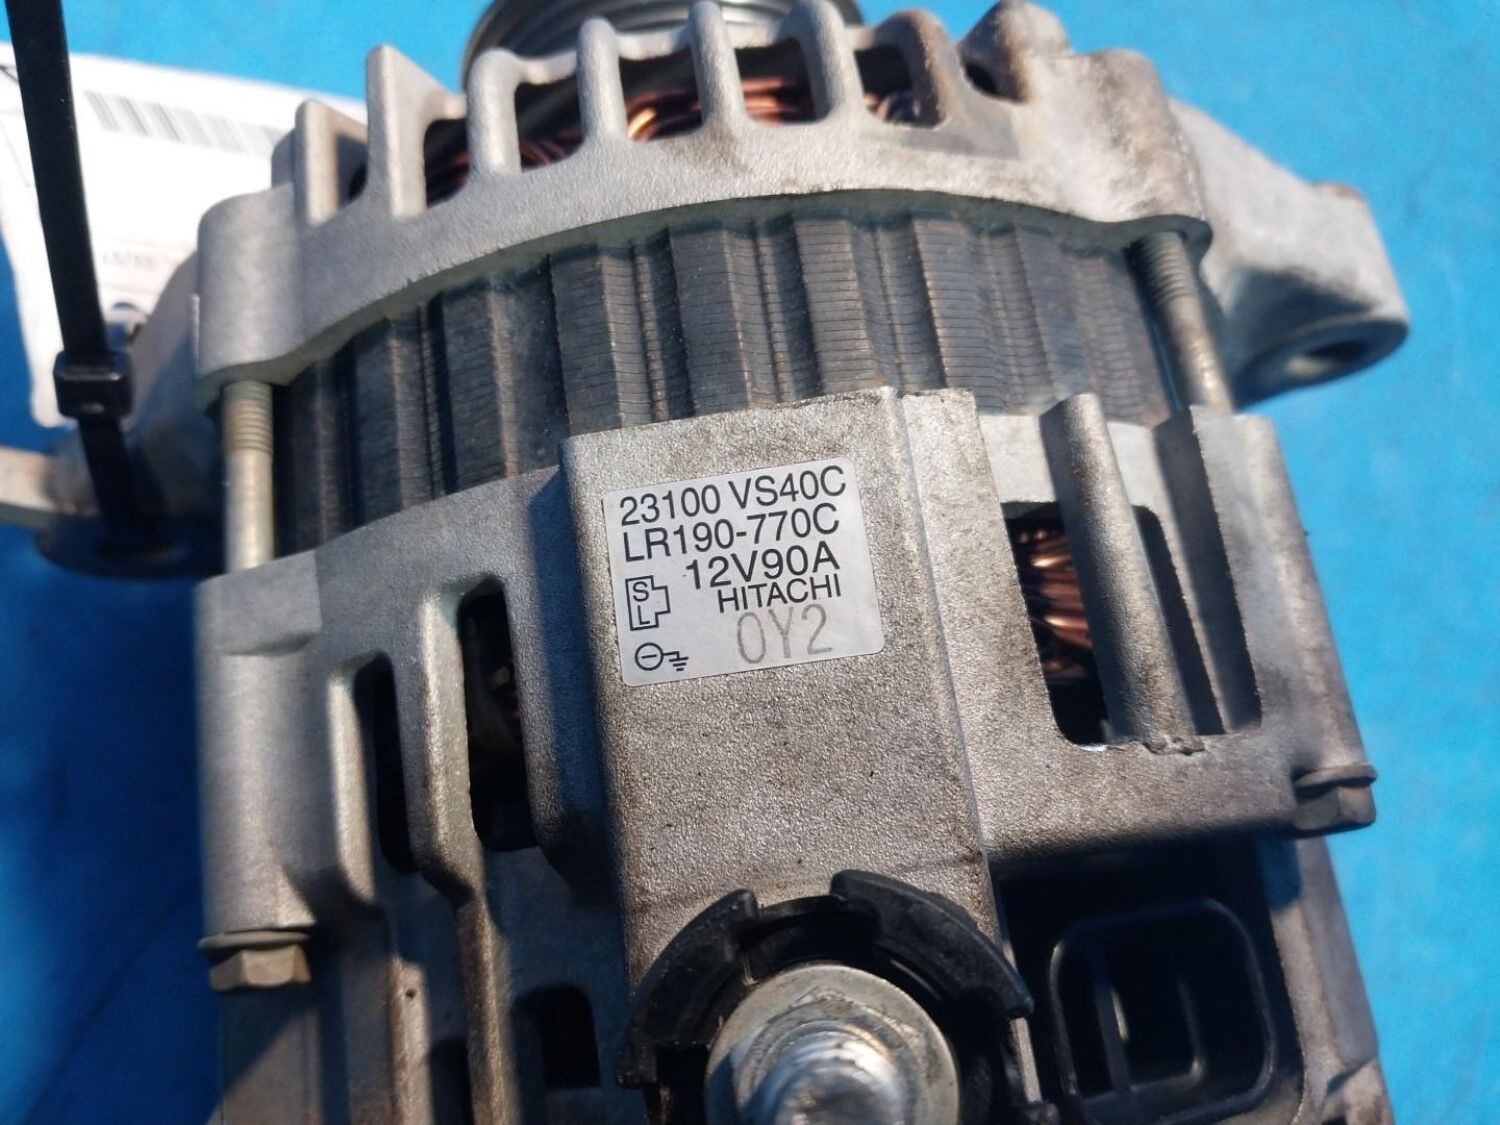 23100 VS40C
LR190-770C
12V90A
S
L
HITACHI
0Y2